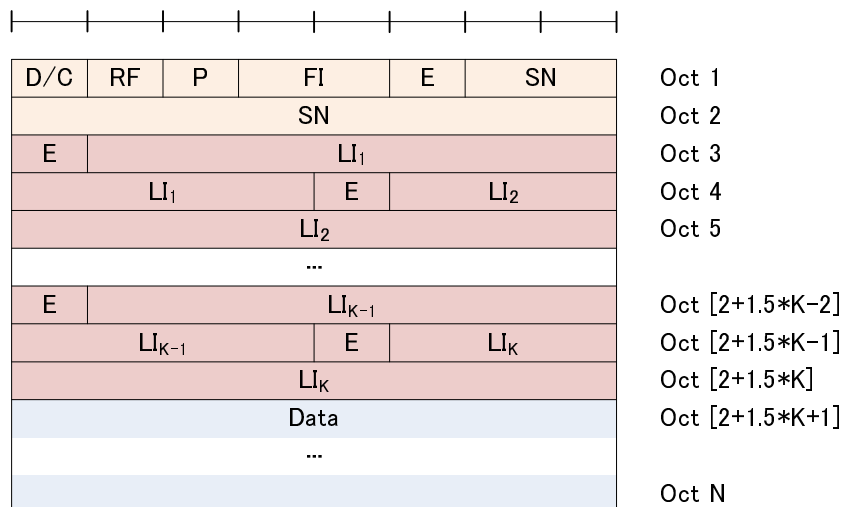 D/C RF P FI E SN Oct 1
SN Oct 2
E LI1 Oct 3
LI1 E LI2 Oct 4
LI2 Oct 5
...
E LIK-1 Oct [2+1.5*K-2]
LIK-1 E LIK Oct [2+1.5*K-1]
LIK Oct [2+1.5*K]
Data Oct [2+1.5*K+1]
...
Oct N